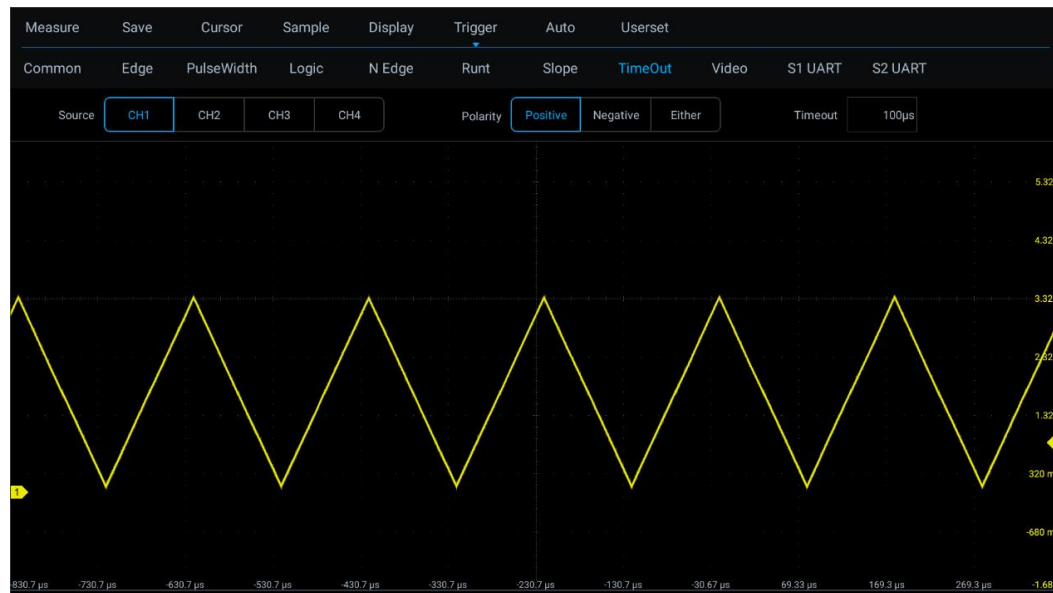 Measure Save Cursor Sample Display Trigger Auto Userset
Common Edge PulseWidth Logic N Edge Runt Slope TimeOut Video S1 UART S2 UART
Source CH1 CH2 CH3 CH4 Polarity Positive Negative Either Timeout 100µs
5.32
4.32
3.32
2.32
1.32
320 m
1
-680 m
-830.7 µs -730.7 µs -630.7 µs -530.7 µs -430.7 µs -330.7 µs -230.7 µs -130.7 µs -30.67 µs 69.33 µs 169.3 µs 269.3 µs -1.68